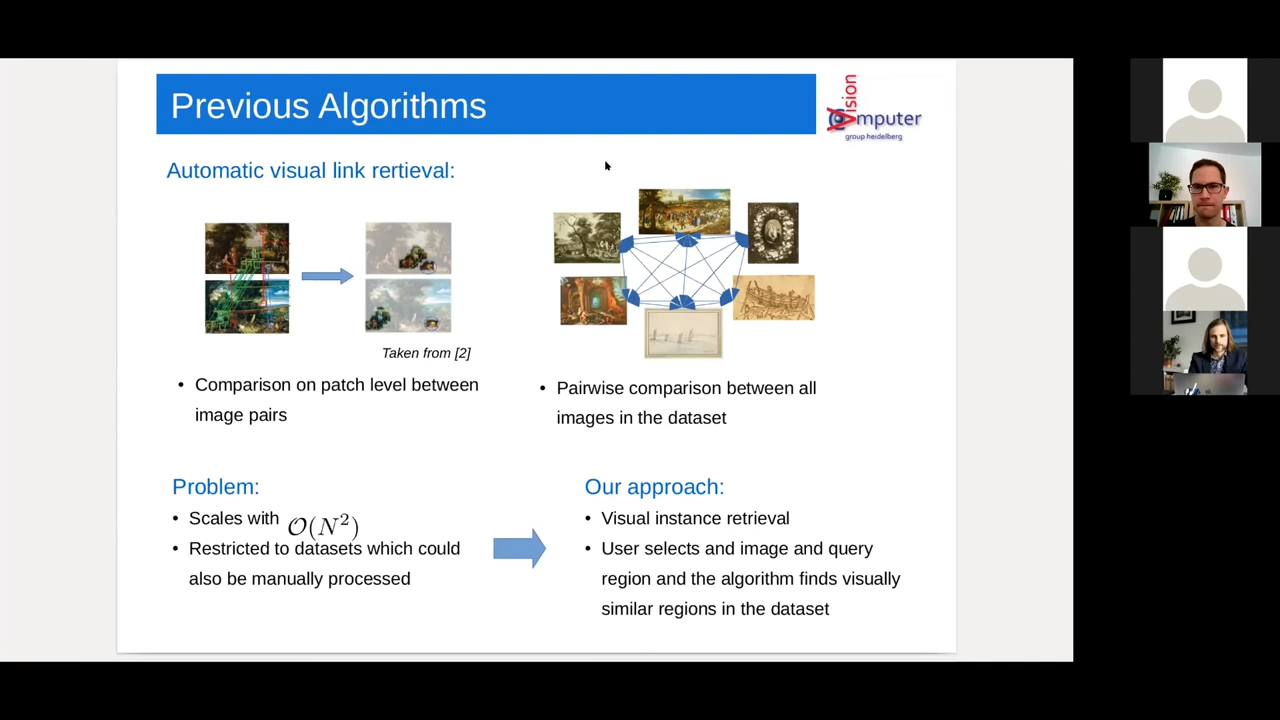 Previous Algorithms
Vision
Computer
group heidelberg
Automatic visual link rertieval:
Taken from [2]
• Comparison on patch level between
image pairs
• Pairwise comparison between all
images in the dataset
Problem:
• Scales with O(N²)
• Restricted to datasets which could
also be manually processed
Our approach:
• Visual instance retrieval
• User selects and image and query
region and the algorithm finds visually
similar regions in the dataset